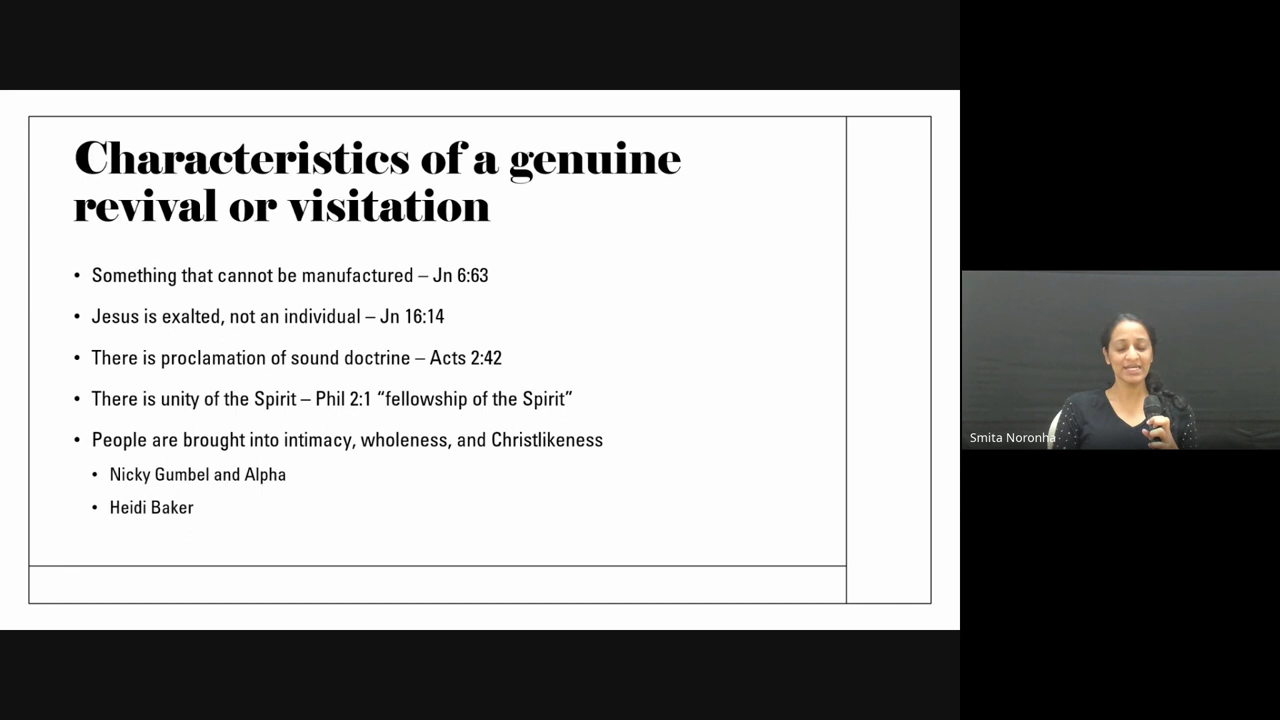 Characteristics of a genuine
revival or visitation
• Something that cannot be manufactured – Jn 6:63
• Jesus is exalted, not an individual – Jn 16:14
• There is proclamation of sound doctrine – Acts 2:42
• There is unity of the Spirit – Phil 2:1 “fellowship of the Spirit”
• People are brought into intimacy, wholeness, and Christlikeness
• Nicky Gumbel and Alpha
• Heidi Baker
Smita Noronha